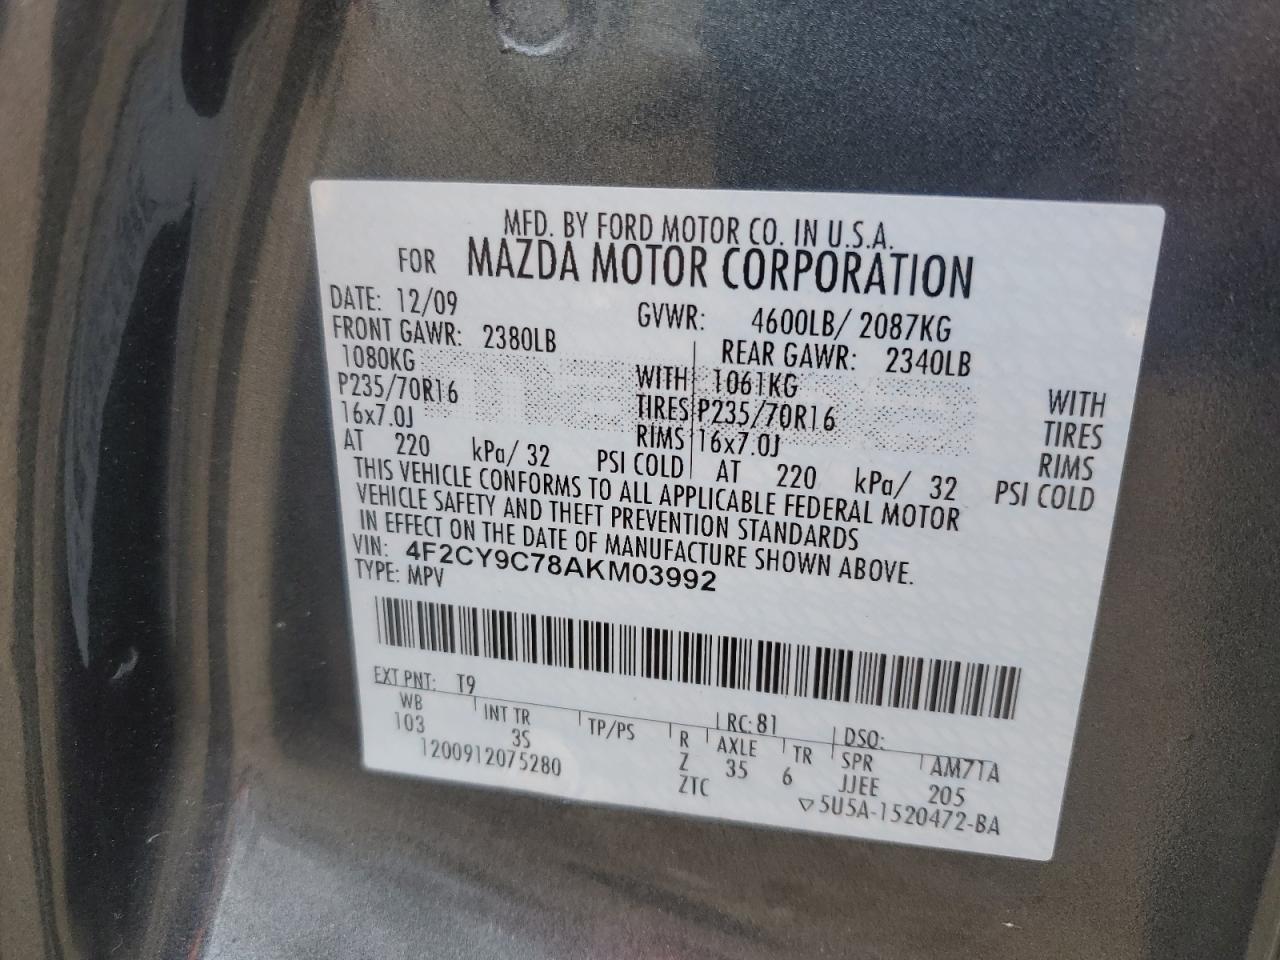 MFD. BY FORD MOTOR CO. IN U.S.A.
FOR MAZDA MOTOR CORPORATION
DATE: 12/09 GVWR: 4600LB/ 2087KG
FRONT GAWR: 2380LB REAR GAWR: 2340LB
1080KG WITH 1061KG WITH
P235/70R16 TIRES P235/70R16 TIRES
16x7.0J RIMS 16x7.0J RIMS
AT 220 kPa/ 32 PSI COLD AT 220 kPa/ 32 PSI COLD
THIS VEHICLE CONFORMS TO ALL APPLICABLE FEDERAL MOTOR
VEHICLE SAFETY AND THEFT PREVENTION STANDARDS
IN EFFECT ON THE DATE OF MANUFACTURE SHOWN ABOVE.
VIN: 4F2CY9C78AKM03992
TYPE: MPV
EXT PNT: T9 RC: 81 DSO:
WB INT TR TP/PS R AXLE TR SPR AM7TA
103 35 Z 35 6 JJEE 205
1200912075280 ZTC ▽5U5A-1520472-BA